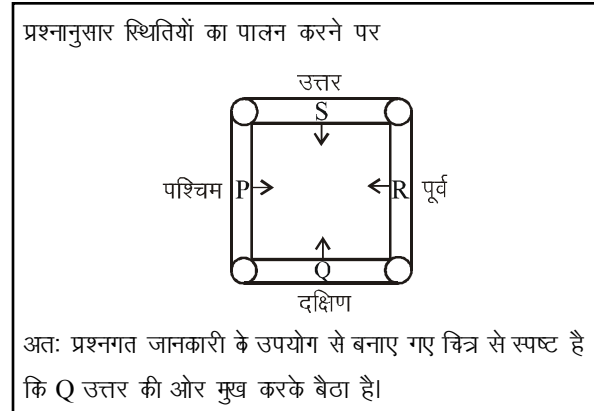 प्रश्नानुसार स्थितियों का पालन करने पर
उत्तर
S
पश्चिम P R पूर्व
Q
दक्षिण
अतः प्रश्नगत जानकारी के उपयोग से बनाए गए चित्र से स्पष्ट है
कि Q उत्तर की ओर मुख करके बैठा है।